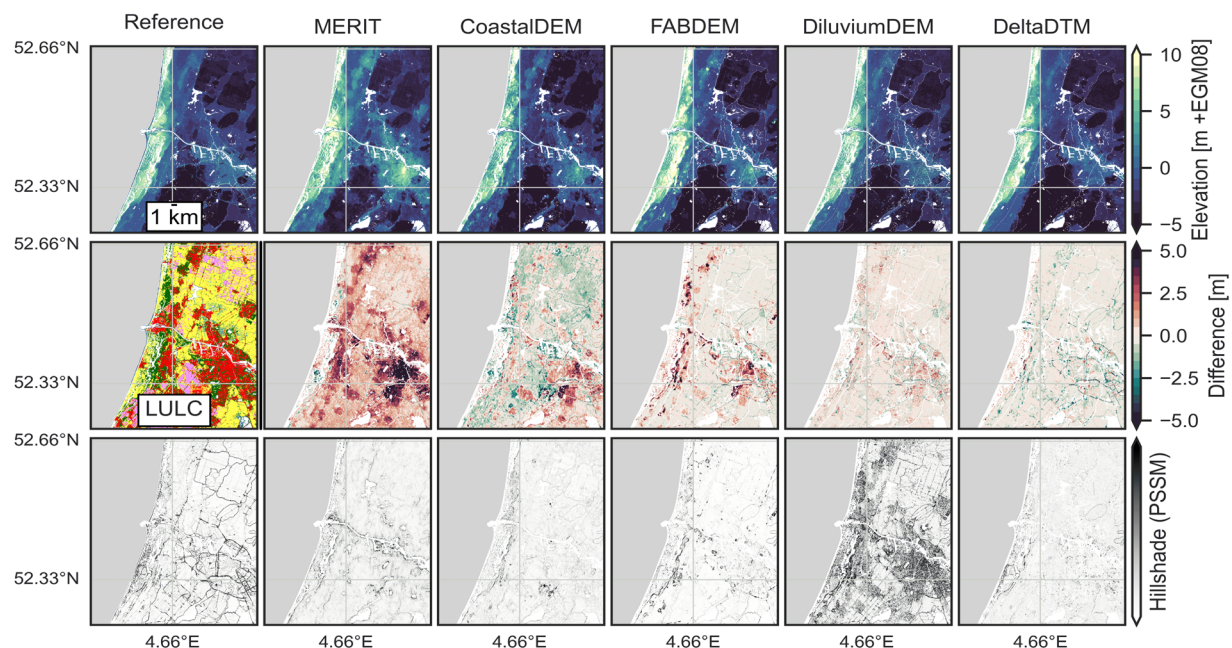 Reference MERIT CoastalDEM FABDEM DiluviumDEM DeltaDTM
52.66°N
52.33°N
1 km
10
5
0
−5
Elevation [m +EGM08]
52.66°N
52.33°N
LULC
5.0
2.5
0.0
−2.5
−5.0
Difference [m]
52.66°N
52.33°N
Hillshade (PSSM)
4.66°E 4.66°E 4.66°E 4.66°E 4.66°E 4.66°E